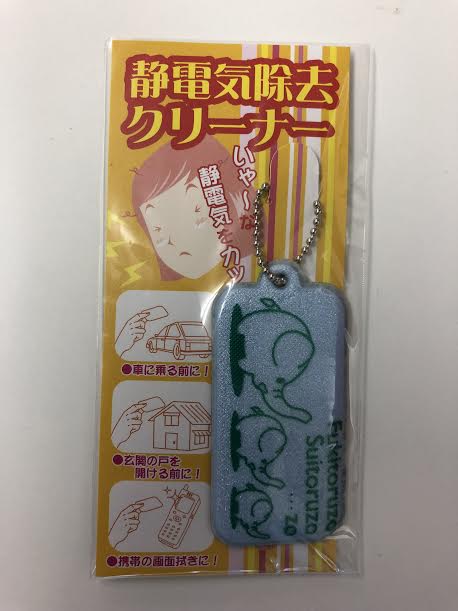 静電気除去
クリーナー
いや〜な
静電気をカッ
●車に乗る前に!
●玄関の戸を
開ける前に!
●携帯の画面拭きに!
Suitoruzo
...zo